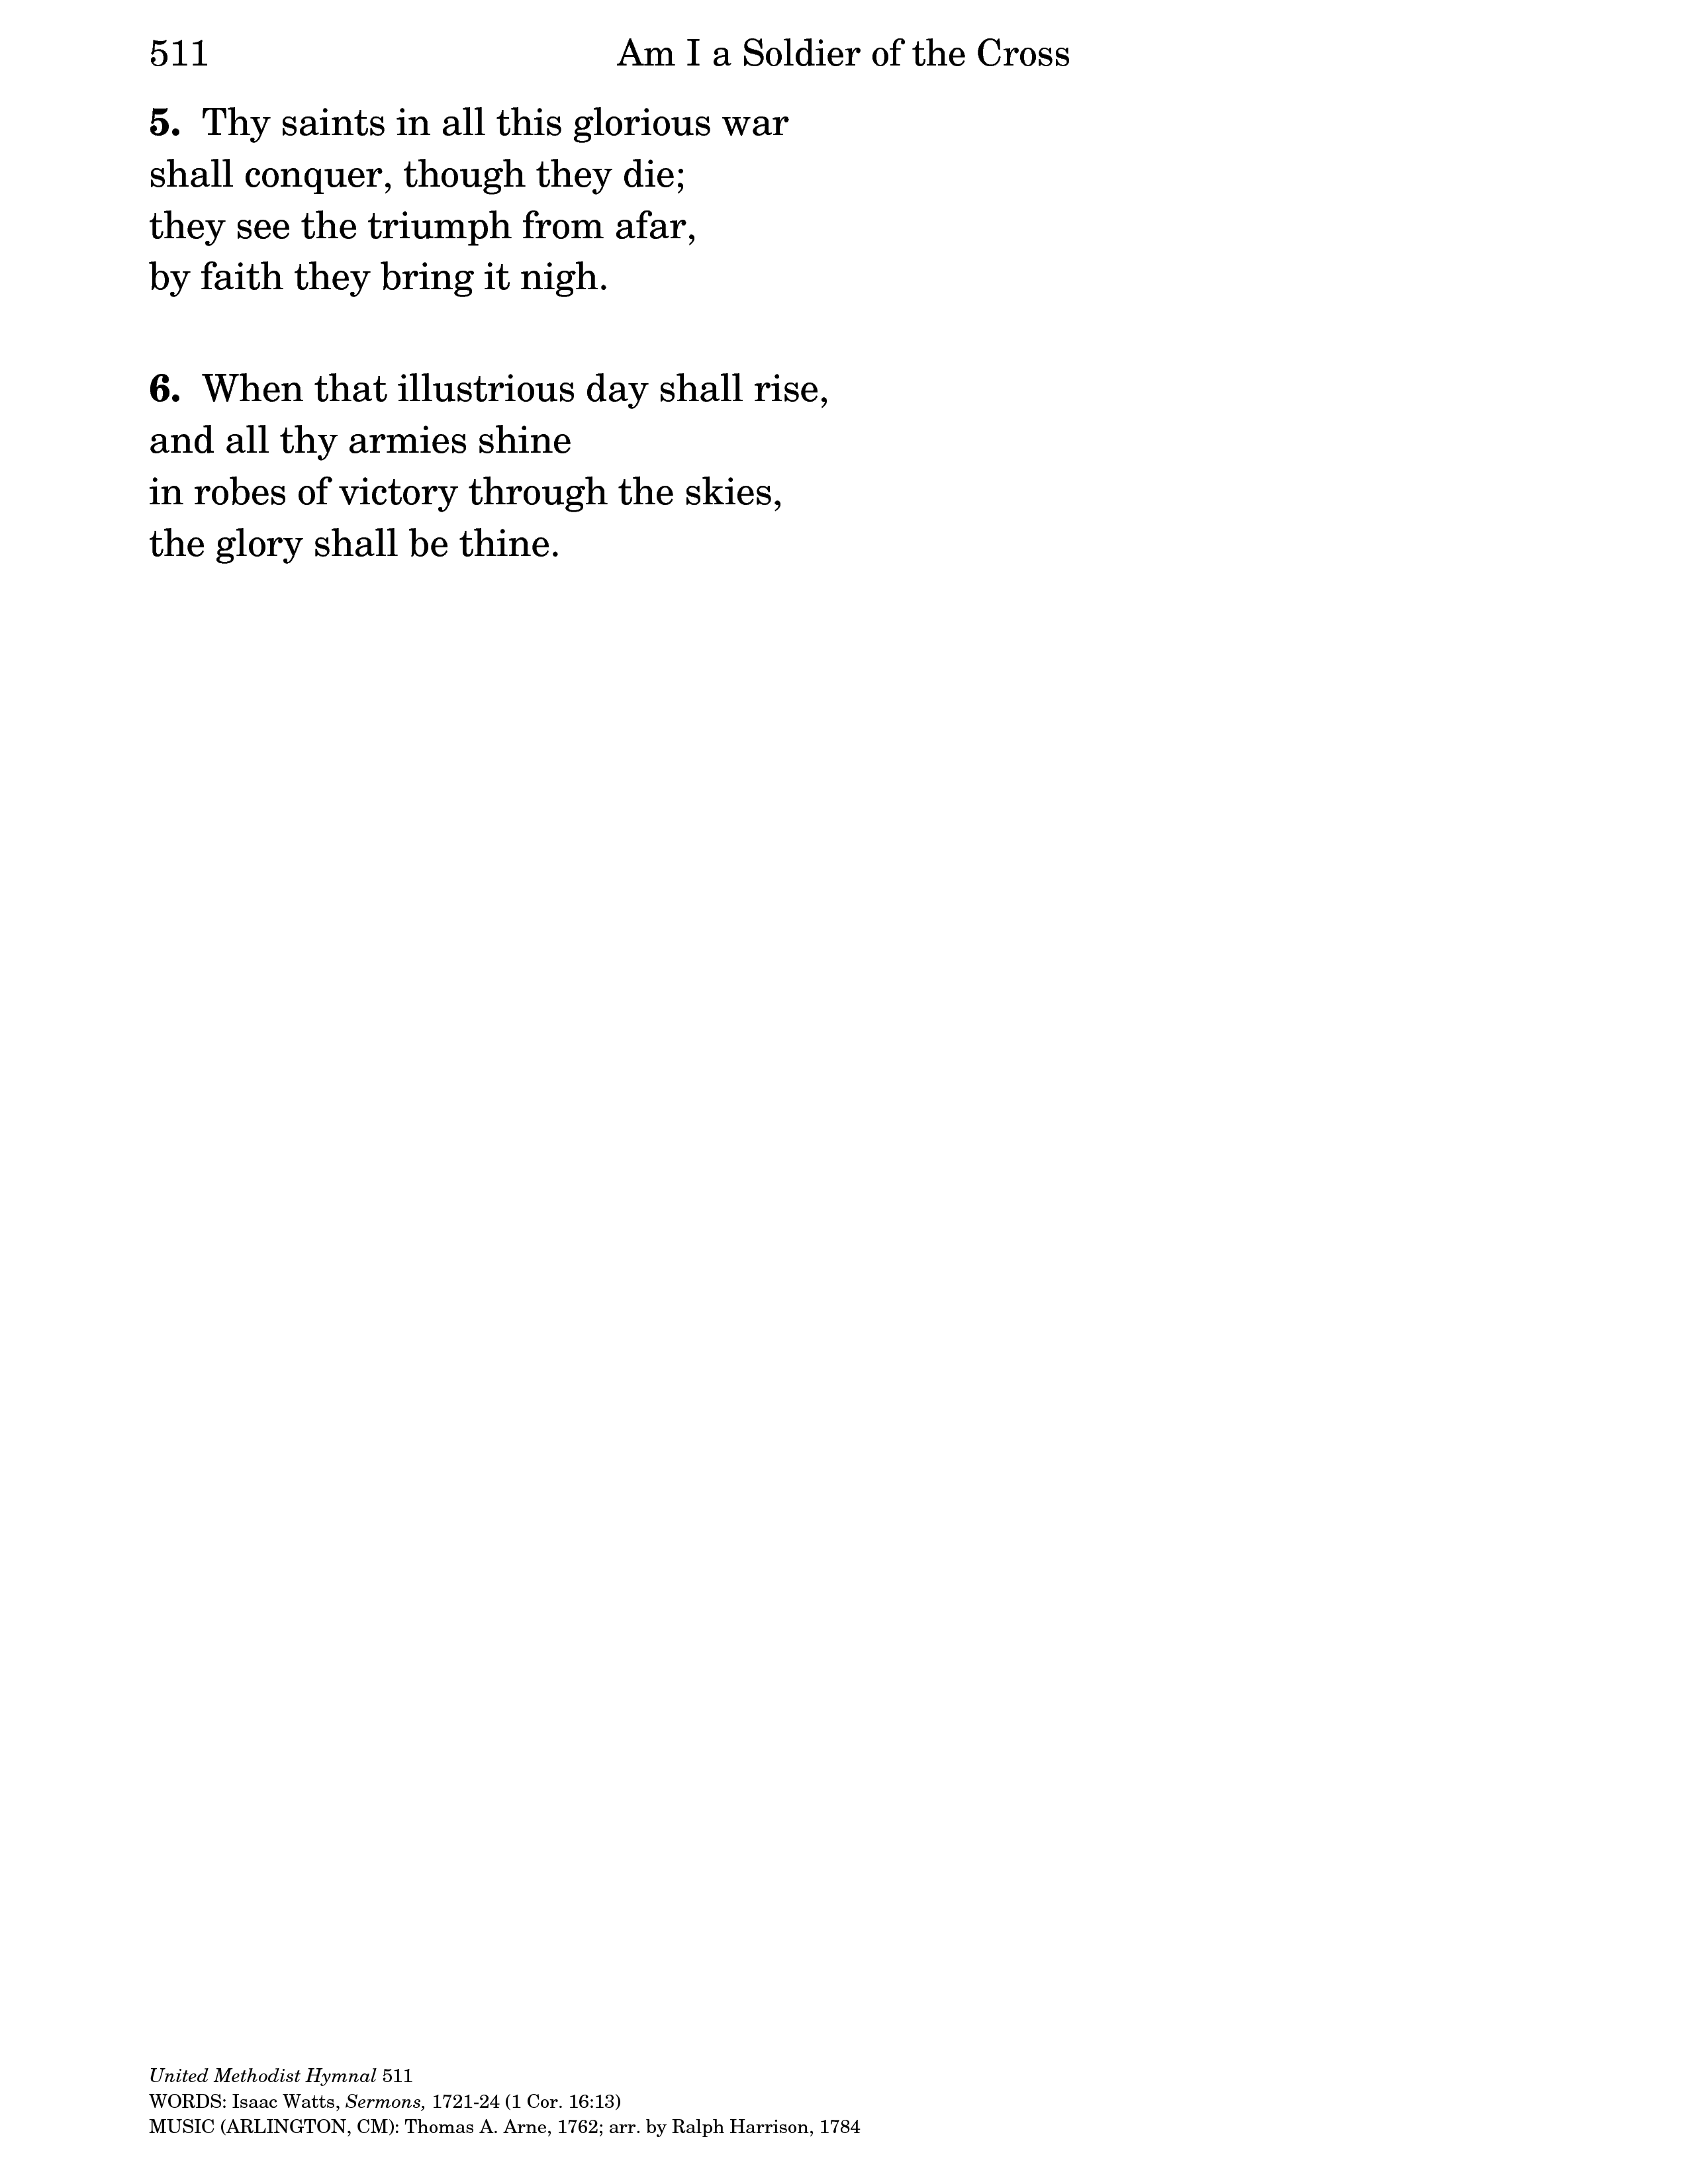 511 Am I a Soldier of the Cross
5. Thy saints in all this glorious war
shall conquer, though they die;
they see the triumph from afar,
by faith they bring it nigh.
6. When that illustrious day shall rise,
and all thy armies shine
in robes of victory through the skies,
the glory shall be thine.
United Methodist Hymnal 511
WORDS: Isaac Watts, Sermons, 1721-24 (1 Cor. 16:13)
MUSIC (ARLINGTON, CM): Thomas A. Arne, 1762; arr. by Ralph Harrison, 1784